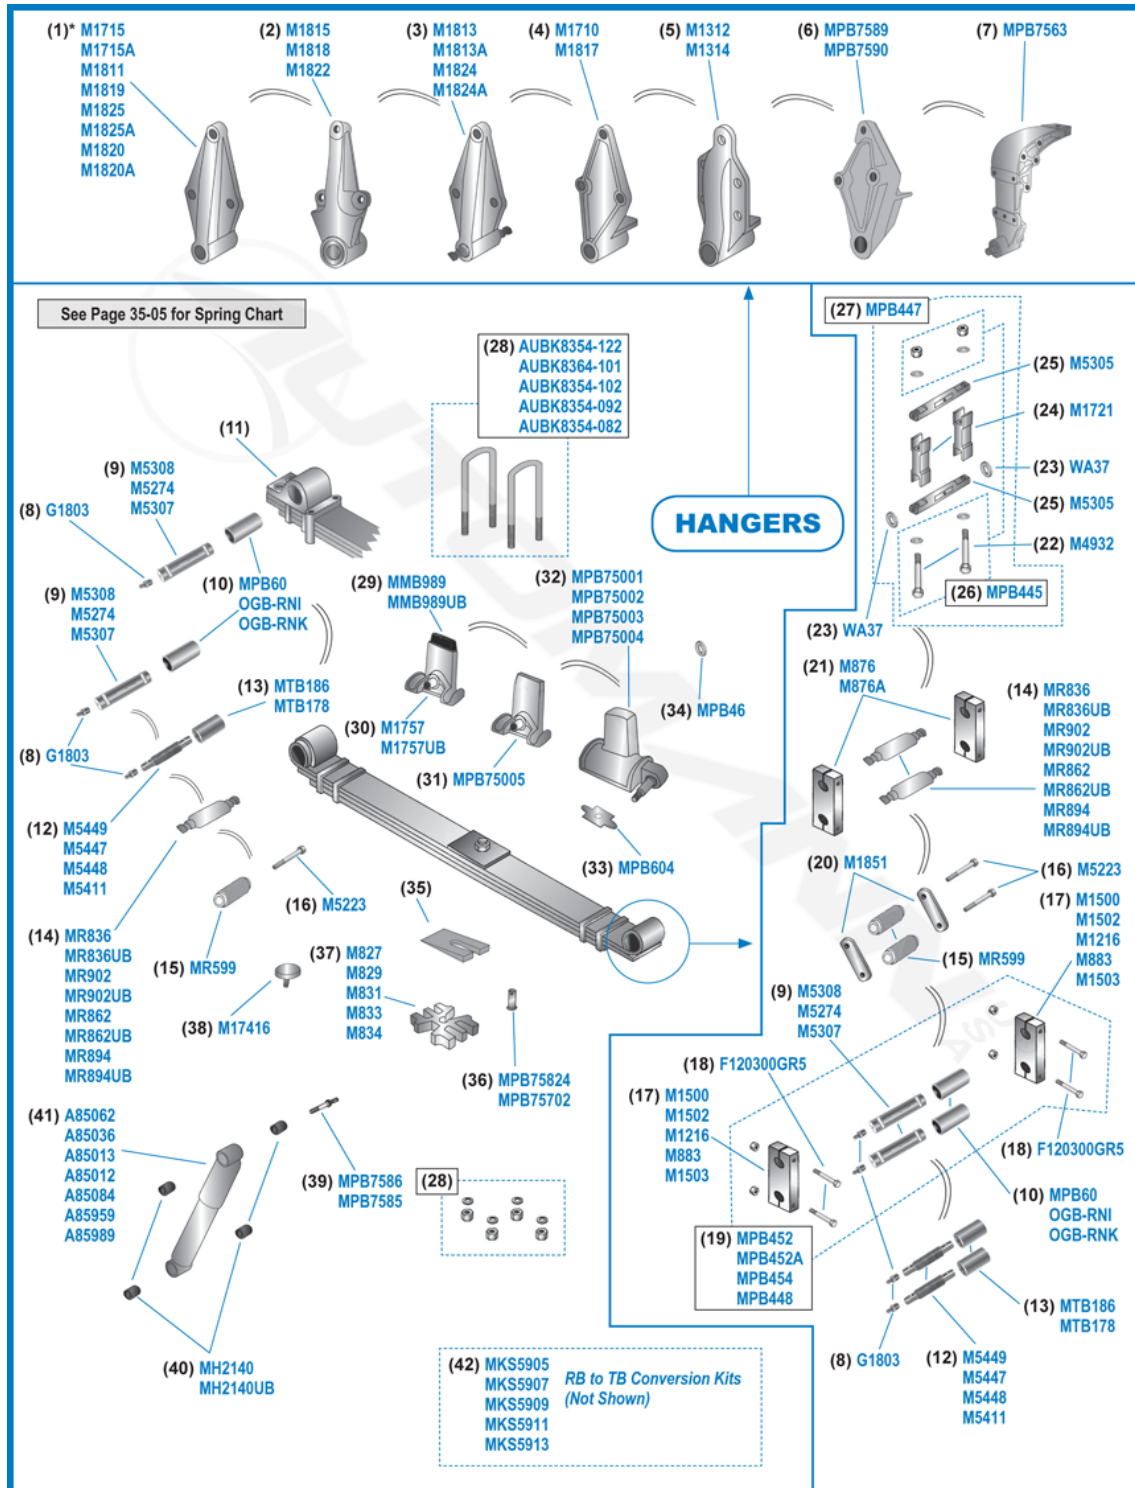 (1)* M1715
M1715A
M1811
M1819
M1825
M1825A
M1820
M1820A
(2) M1815
M1818
M1822
(3) M1813
M1813A
M1824
M1824A
(4) M1710
M1817
(5) M1312
M1314
(6) MPB7589
MPB7590
(7) MPB7563
See Page 35-05 for Spring Chart
(28) AUBK8354-122
AUBK8364-101
AUBK8354-102
AUBK8354-092
AUBK8354-082
(27) MPB447
(25) M5305
(24) M1721
(23) WA37
(25) M5305
(22) M4932
(26) MPB445
(23) WA37
HANGERS
(11)
(9) M5308
M5274
M5307
(8) G1803
(10) MPB60
OGB-RNI
OGB-RNK
(9) M5308
M5274
M5307
(8) G1803
(13) MTB186
MTB178
(12) M5449
M5447
M5448
M5411
(29) MMB989
MMB989UB
(30) M1757
M1757UB
(31) MPB75005
(32) MPB75001
MPB75002
MPB75003
MPB75004
(34) MPB46
(33) MPB604
(21) M876
M876A
(14) MR836
MR836UB
MR902
MR902UB
MR862
MR862UB
MR894
MR894UB
(20) M1851
(16) M5223
(15) MR599
(17) M1500
M1502
M1216
M883
M1503
(16) M5223
(15) MR599
(14) MR836
MR836UB
MR902
MR902UB
MR862
MR862UB
MR894
MR894UB
(38) M17416
(35)
(37) M827
M829
M831
M833
M834
(36) MPB75824
MPB75702
(9) M5308
M5274
M5307
(18) F120300GR5
(17) M1500
M1502
M1216
M883
M1503
(18) F120300GR5
(10) MPB60
OGB-RNI
OGB-RNK
(19) MPB452
MPB452A
MPB454
MPB448
(13) MTB186
MTB178
(8) G1803
(12) M5449
M5447
M5448
M5411
(41) A85062
A85036
A85013
A85012
A85084
A85959
A85989
(39) MPB7586
MPB7585
(28)
(40) MH2140
MH2140UB
(42) MKS5905
MKS5907
MKS5909
MKS5911
MKS5913
RB to TB Conversion Kits
(Not Shown)
AUTOMANN USA